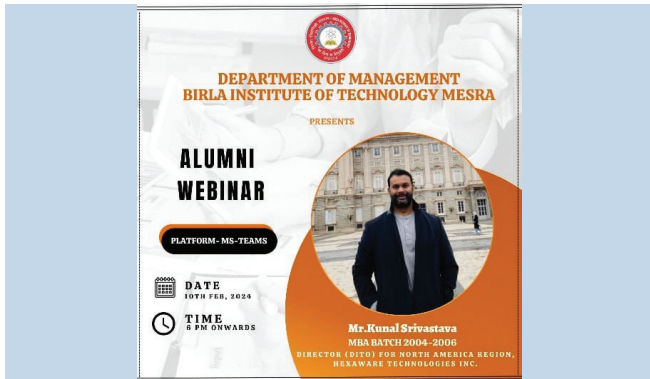 DEPARTMENT OF MANAGEMENT
BIRLA INSTITUTE OF TECHNOLOGY MESRA
PRESENTS
ALUMNI
WEBINAR
PLATFORM- MS-TEAMS
DATE
10TH FEB, 2024
TIME
6 PM ONWARDS
Mr.Kunal Srivastava
MBA BATCH 2004-2006
DIRECTOR (DITO) FOR NORTH AMERICA REGION,
HEXAWARE TECHNOLOGIES INC.